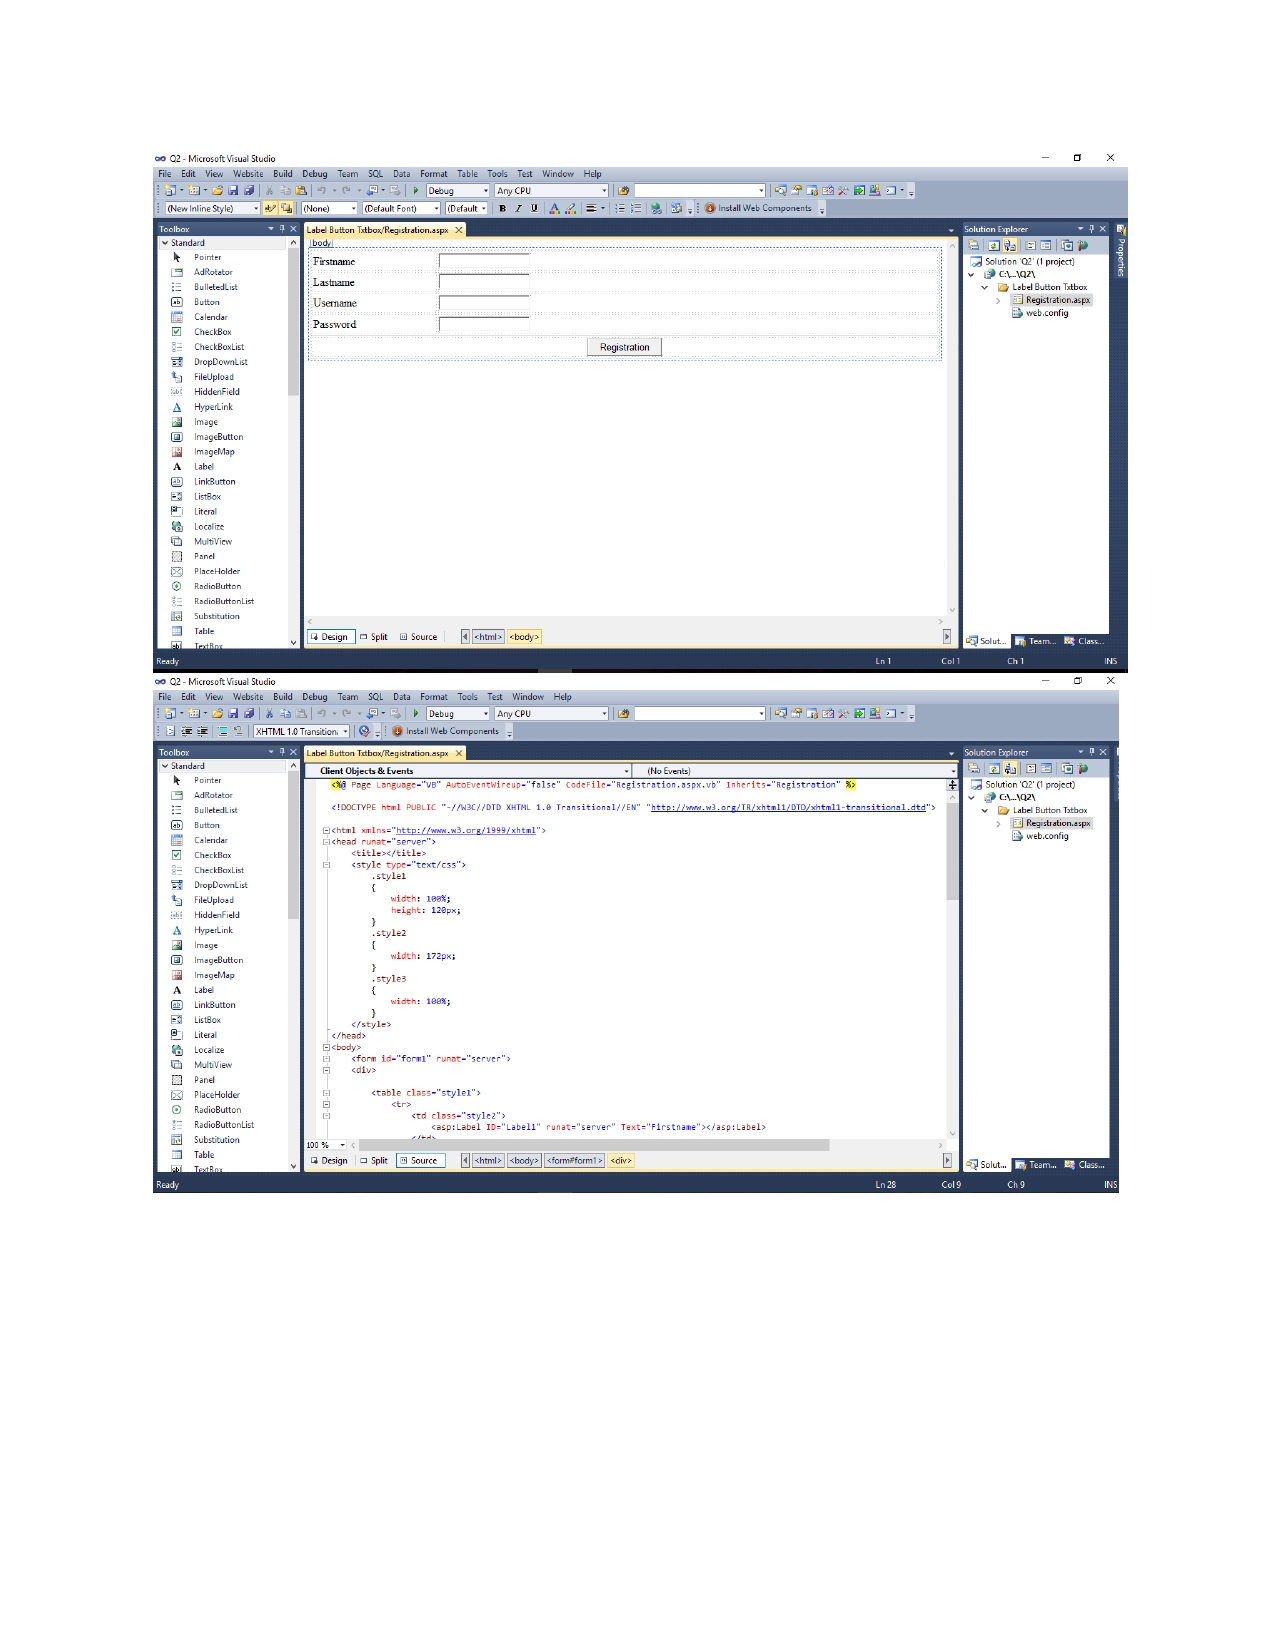 Q2 - Microsoft Visual Studio
File Edit View Website Build Debug Team SQL Data Format Table Tools Test Window Help
Debug Any CPU
(New Inline Style) (None) (Default Font) (Default B I U A Install Web Components
Toolbox
Standard
Pointer
AdRotator
BulletedList
Button
Calendar
CheckBox
CheckBoxList
DropDownList
FileUpload
HiddenField
HyperLink
Image
ImageButton
ImageMap
Label
LinkButton
ListBox
Literal
Localize
MultiView
Panel
PlaceHolder
RadioButton
RadioButtonList
Substitution
Table
TextBox
Label Button Txtbox/Registration.aspx
body
Firstname
Lastname
Username
Password
Registration
Design Split Source <html> <body>
Solution Explorer
Solution 'Q2' (1 project)
C:\...\Q2\
Label Button Txtbox
Registration.aspx
web.config
Properties
Solut... Team... Class...
Ready Ln 1 Col 1 Ch 1 INS
Q2 - Microsoft Visual Studio
File Edit View Website Build Debug Team SQL Data Format Tools Test Window Help
Debug Any CPU
XHTML 1.0 Transition. Install Web Components
Toolbox
Standard
Pointer
AdRotator
BulletedList
Button
Calendar
CheckBox
CheckBoxList
DropDownList
FileUpload
HiddenField
HyperLink
Image
ImageButton
ImageMap
Label
LinkButton
ListBox
Literal
Localize
MultiView
Panel
PlaceHolder
RadioButton
RadioButtonList
Substitution
Table
TextBox
Label Button Txtbox/Registration.aspx
Client Objects & Events (No Events)
<%@ Page Language="VB" AutoEventWireup="false" CodeFile="Registration.aspx.vb" Inherits="Registration" %>
<!DOCTYPE html PUBLIC "-//W3C//DTD XHTML 1.0 Transitional//EN" "http://www.w3.org/TR/xhtml1/DTD/xhtml1-transitional.dtd">
<html xmlns="http://www.w3.org/1999/xhtml">
<head runat="server">
<title></title>
<style type="text/css">
.style1
{
width: 100%;
height: 120px;
}
.style2
{
width: 172px;
}
.style3
{
width: 100%;
}
</style>
</head>
<body>
<form id="form1" runat="server">
<div>
<table class="style1">
<tr>
<td class="style2">
<asp:Label ID="Label1" runat="server" Text="Firstname"></asp:Label>
</td>
100 %
Design Split Source <html> <body> <form#form1> <div>
Solution Explorer
Solution 'Q2' (1 project)
C:\...\Q2\
Label Button Txtbox
Registration.aspx
web.config
Solut... Team... Class...
Ready Ln 28 Col 9 Ch 9 INS